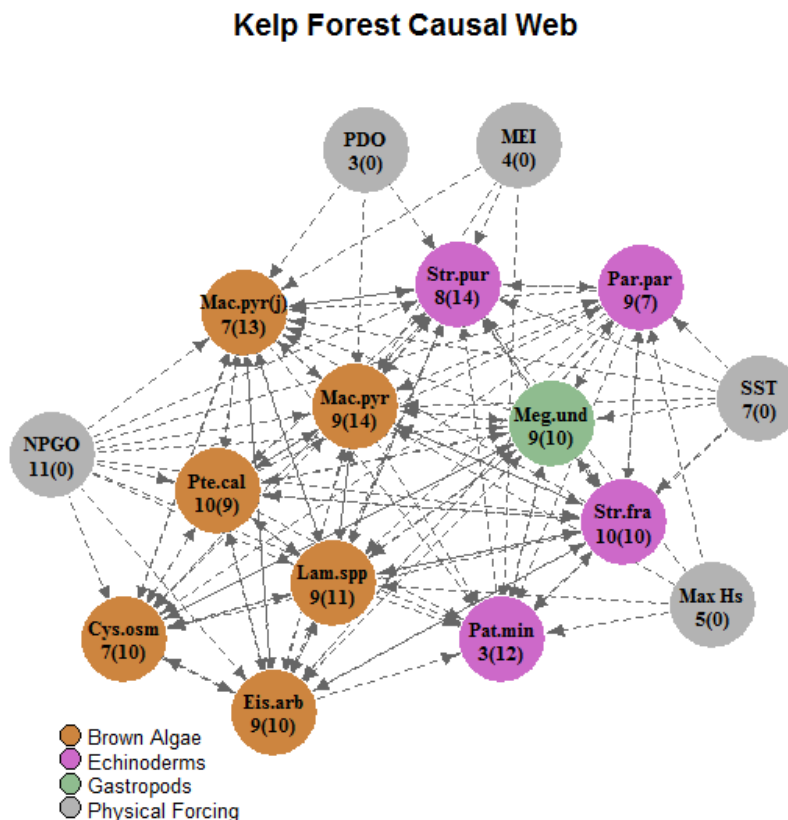 Kelp Forest Causal Web
PDO
3(0)
MEI
4(0)
Str.pur
8(14)
Par.par
9(7)
Mac.pyr(j)
7(13)
Mac.pyr
9(14)
SST
7(0)
Meg.und
9(10)
NPGO
11(0)
Pte.cal
10(9)
Str.fra
10(10)
Lam.spp
9(11)
Max Hs
5(0)
Cys.osm
7(10)
Pat.min
3(12)
Eis.arb
9(10)
Brown Algae
Echinoderms
Gastropods
Physical Forcing